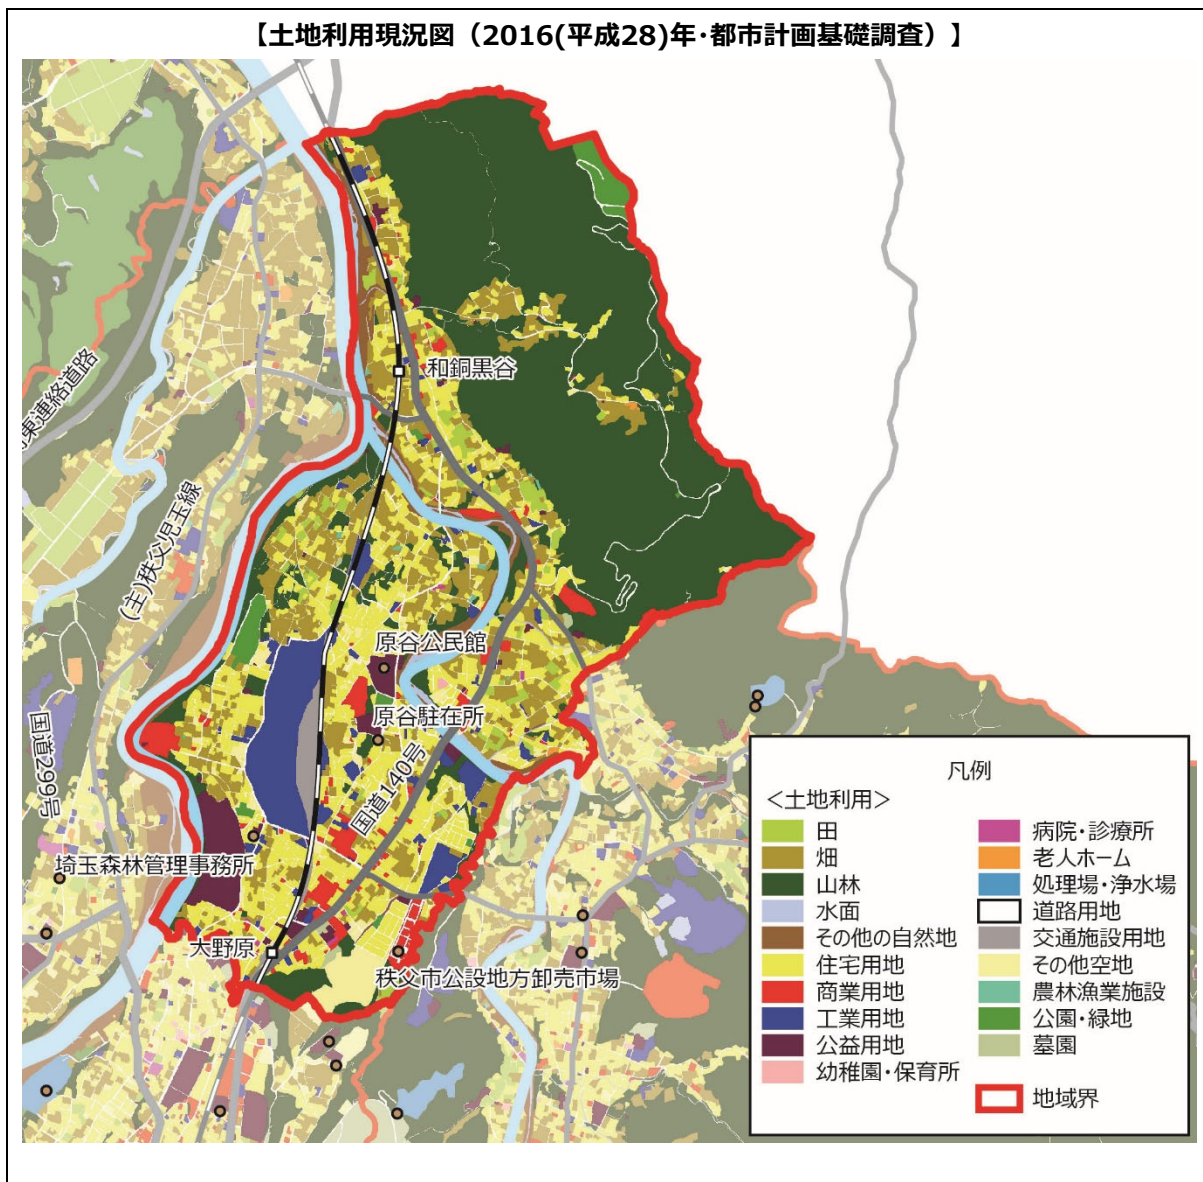 【土地利用現況図（2016(平成28)年・都市計画基礎調査）】
和銅黒谷
東連絡道路
(主)秩父児玉線
原谷公民館
原谷駐在所
国道299号
国道140号
埼玉森林管理事務所
大野原
秩父市公設地方卸売市場
凡例
＜土地利用＞
田
畑
山林
水面
その他の自然地
住宅用地
商業用地
工業用地
公益用地
幼稚園・保育所
病院・診療所
老人ホーム
処理場・浄水場
道路用地
交通施設用地
その他空地
農林漁業施設
公園・緑地
墓園
地域界